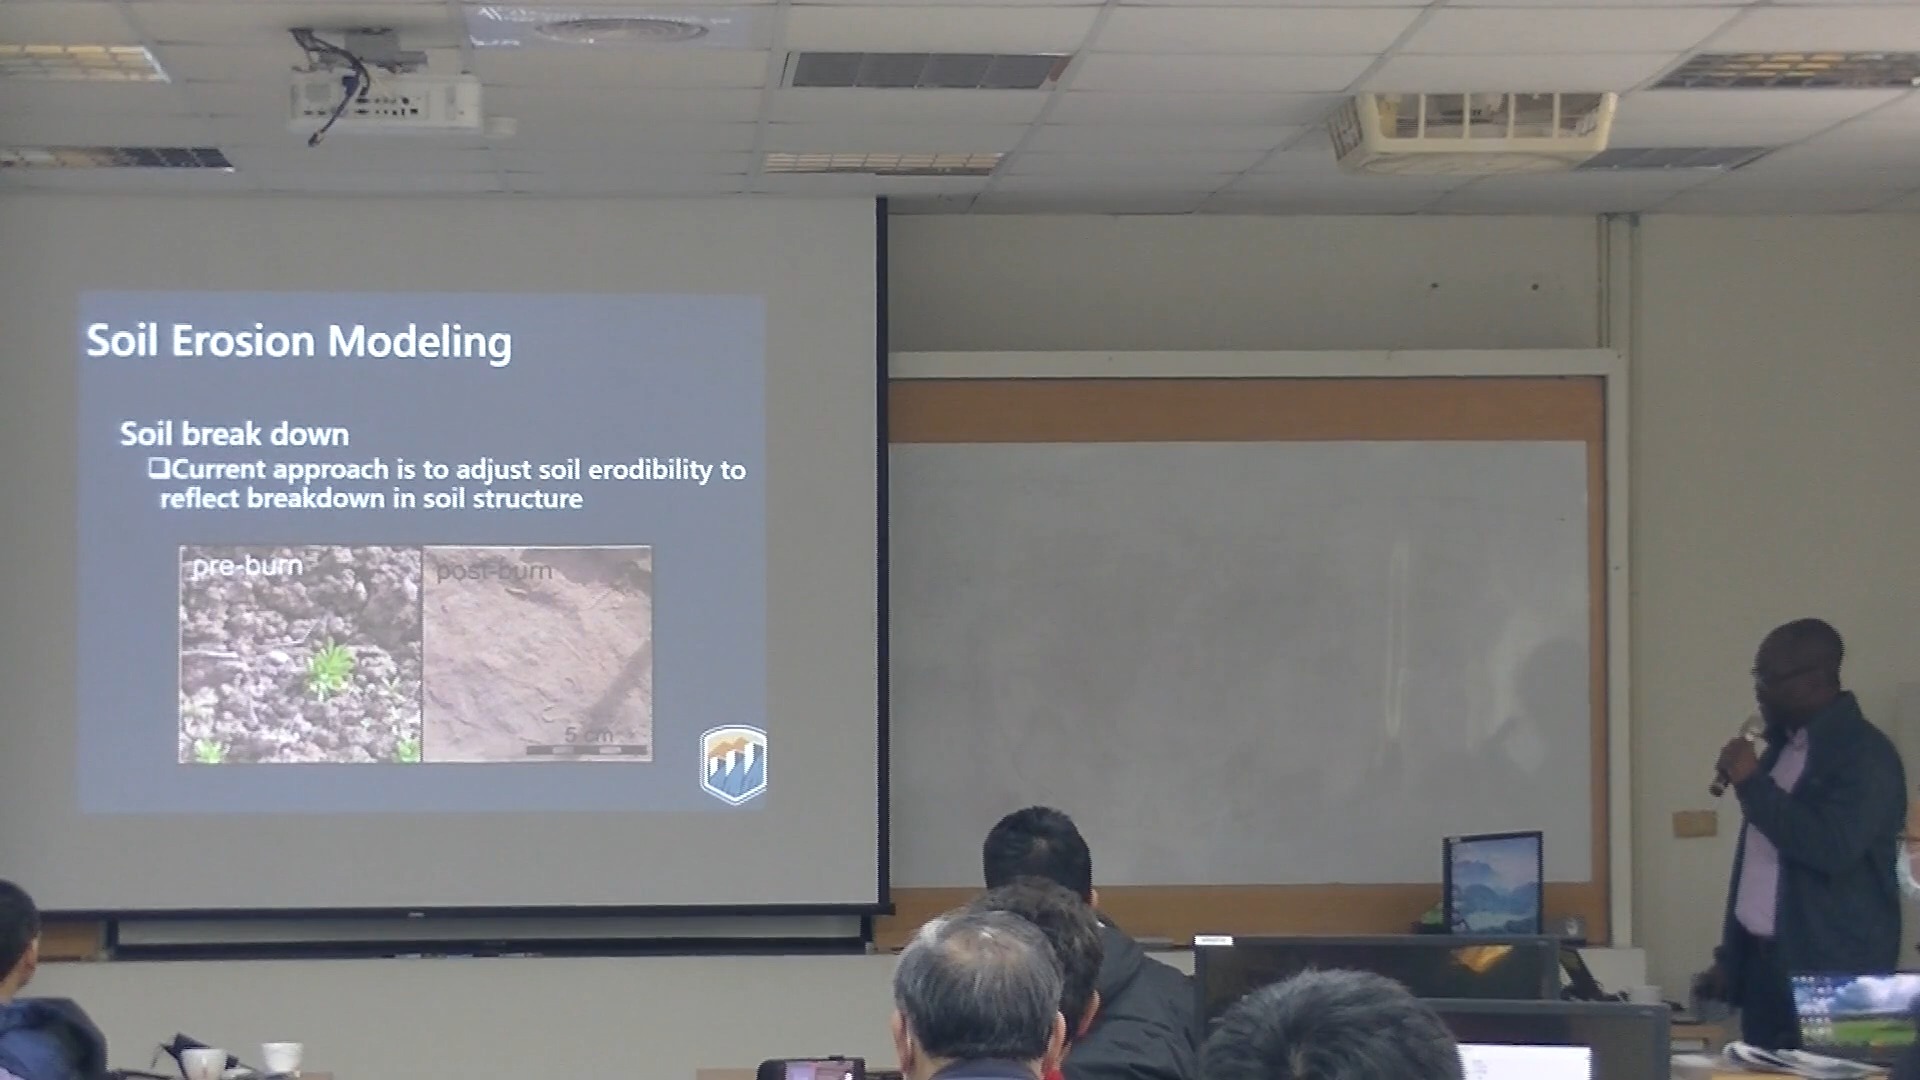 Soil Erosion Modeling
Soil break down
❑Current approach is to adjust soil erodibility to
reflect breakdown in soil structure
pre-burn
post-burn
5 cm